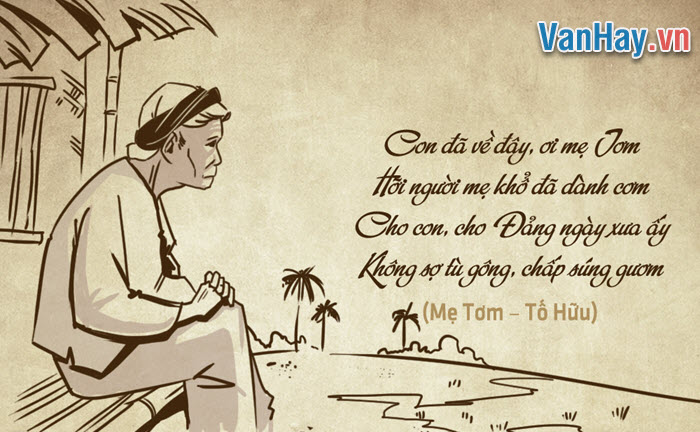 VanHay.vn
Con đã về đây, ơi mẹ Tơm
Hỡi người mẹ khổ đã dành cơm
Cho con, cho Đảng ngày xưa ấy
Không sợ tù gông, chấp súng gươm
(Mẹ Tơm – Tố Hữu)